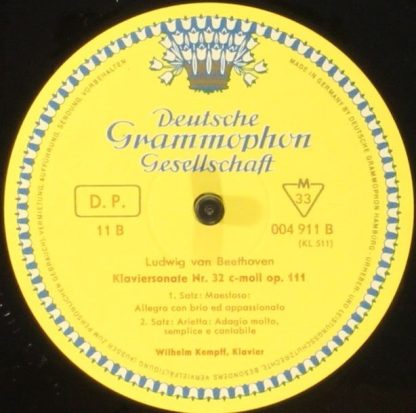 Deutsche
Grammophon
Gesellschaft
D. P.
M
33
11 B
004 911 B
(KL 511)
Ludwig van Beethoven
Klaviersonate Nr. 32 c-moll op. 111
1. Satz: Maestoso:
Allegro con brio ed appassionato
2. Satz: Arietta: Adagio molto,
semplice e cantabile
Wilhelm Kempff, Klavier
MADE IN GERMANY BY DEUTSCHE GRAMMOPHON HAMBURG